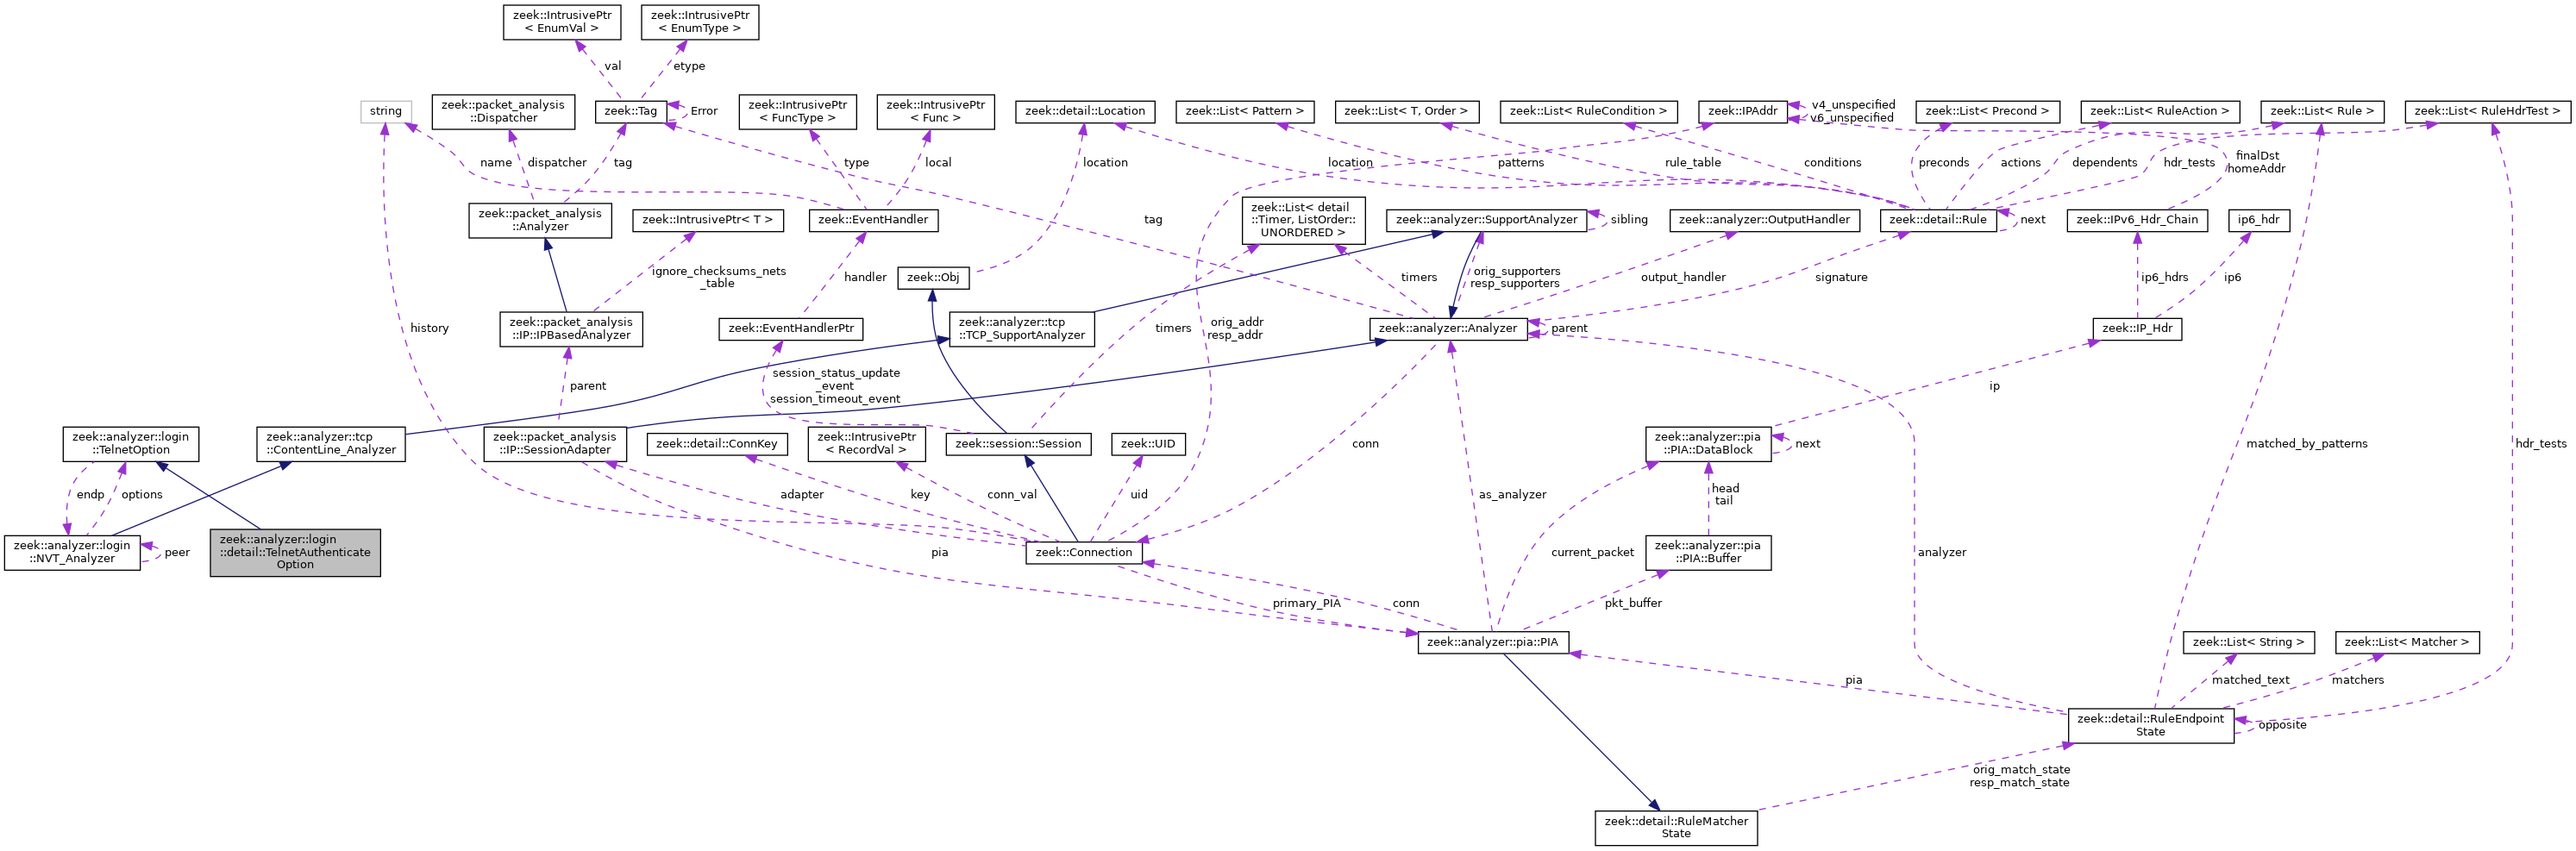 zeek::IntrusivePtr
< EnumVal >
zeek::IntrusivePtr
< EnumType >
val
etype
string
zeek::packet_analysis
::Dispatcher
zeek::Tag
Error
zeek::IntrusivePtr
< FuncType >
zeek::IntrusivePtr
< Func >
zeek::detail::Location
zeek::List< Pattern >
zeek::List< T, Order >
zeek::List< RuleCondition >
zeek::IPAddr
v4_unspecified
v6_unspecified
zeek::List< Precond >
zeek::List< RuleAction >
zeek::List< Rule >
zeek::List< RuleHdrTest >
name
dispatcher
tag
type
local
location
location
patterns
rule_table
conditions
preconds
actions
dependents
hdr_tests
finalDst
homeAddr
zeek::packet_analysis
::Analyzer
zeek::IntrusivePtr< T >
zeek::EventHandler
tag
zeek::List< detail
::Timer, ListOrder::
UNORDERED >
zeek::analyzer::SupportAnalyzer
sibling
zeek::analyzer::OutputHandler
zeek::detail::Rule
next
zeek::IPv6_Hdr_Chain
ip6_hdr
ignore_checksums_nets
_table
handler
zeek::Obj
timers
orig_supporters
resp_supporters
output_handler
signature
ip6_hdrs
ip6
history
zeek::packet_analysis
::IP::IPBasedAnalyzer
zeek::EventHandlerPtr
zeek::analyzer::tcp
::TCP_SupportAnalyzer
timers
orig_addr
resp_addr
zeek::analyzer::Analyzer
parent
zeek::IP_Hdr
parent
session_status_update
_event
session_timeout_event
ip
zeek::analyzer::login
::TelnetOption
zeek::analyzer::tcp
::ContentLine_Analyzer
zeek::packet_analysis
::IP::SessionAdapter
zeek::detail::ConnKey
zeek::IntrusivePtr
< RecordVal >
zeek::session::Session
zeek::UID
conn
zeek::analyzer::pia
::PIA::DataBlock
next
matched_by_patterns
hdr_tests
endp
options
adapter
key
conn_val
uid
as_analyzer
head
tail
zeek::analyzer::login
::NVT_Analyzer
peer
zeek::analyzer::login
::detail::TelnetAuthenticate
Option
pia
zeek::Connection
current_packet
zeek::analyzer::pia
::PIA::Buffer
analyzer
primary_PIA
conn
pkt_buffer
zeek::analyzer::pia::PIA
zeek::List< String >
zeek::List< Matcher >
pia
matched_text
matchers
zeek::detail::RuleEndpoint
State
opposite
orig_match_state
resp_match_state
zeek::detail::RuleMatcher
State